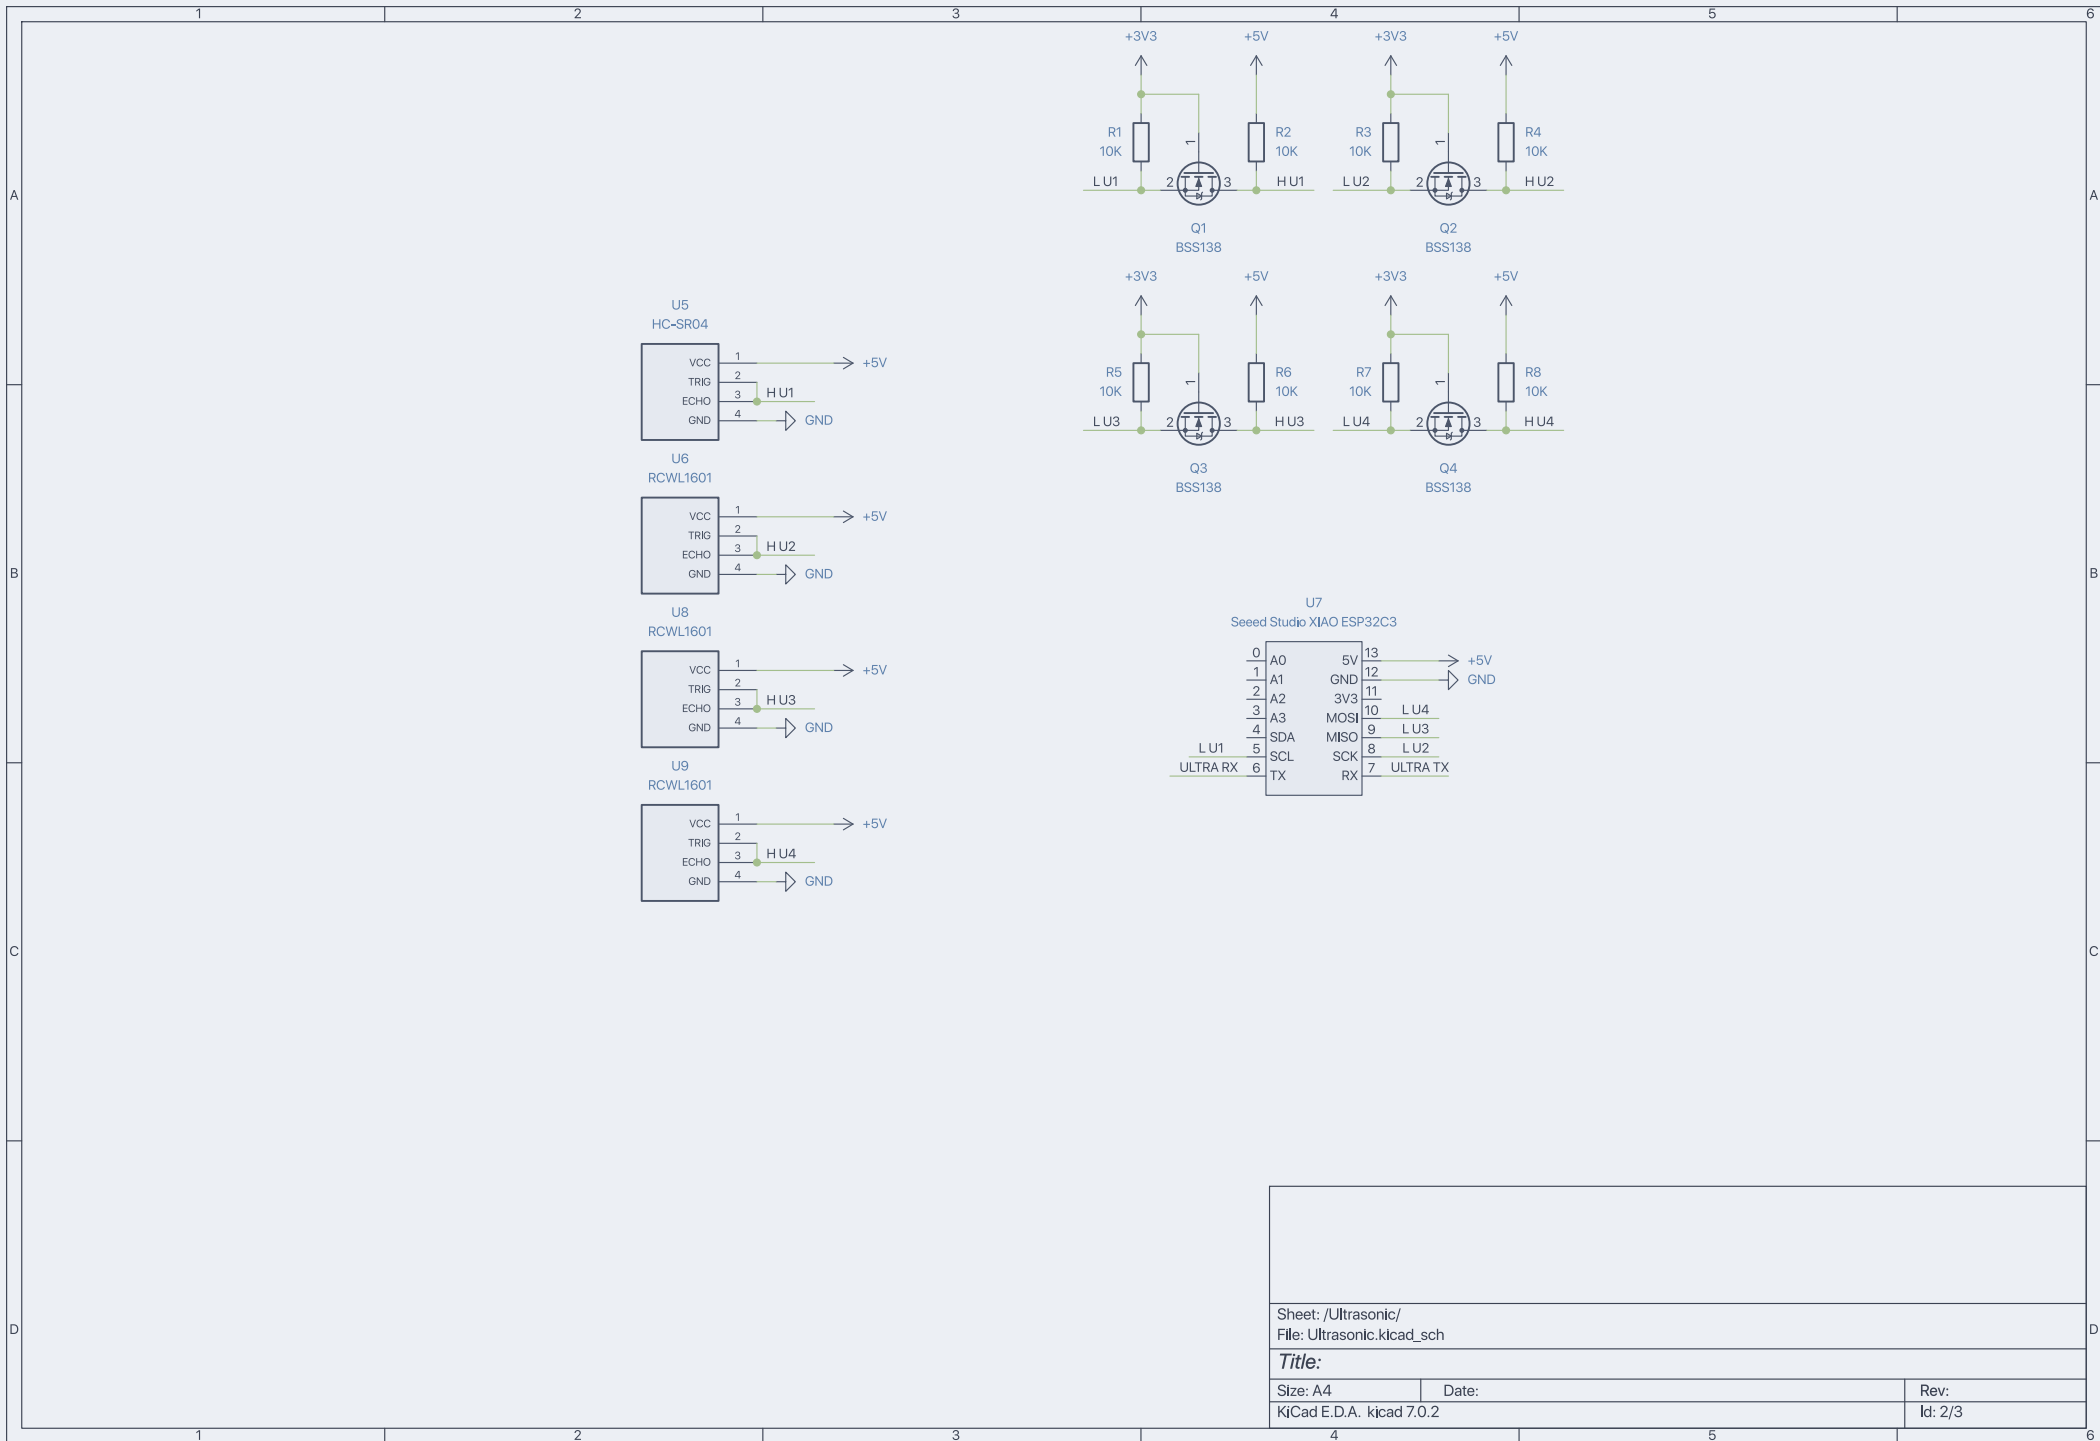 1 2 3 4 5 6
+3V3 +5V +3V3 +5V
R1 R2 R3 R4
10K 1 10K 10K 1 10K
L U1 2 3 H U1 L U2 2 3 H U2
A A
Q1 Q2
BSS138 BSS138
+3V3 +5V +3V3 +5V
R5 R6 R7 R8
10K 1 10K 10K 1 10K
L U3 2 3 H U3 L U4 2 3 H U4
Q3 Q4
BSS138 BSS138
U5
HC-SR04
VCC 1 +5V
TRIG 2
ECHO 3 H U1
GND 4 GND
U6
RCWL1601
VCC 1 +5V
TRIG 2
ECHO 3 H U2
GND 4 GND
B B
U8
RCWL1601
VCC 1 +5V
TRIG 2
ECHO 3 H U3
GND 4 GND
U9
RCWL1601
VCC 1 +5V
TRIG 2
ECHO 3 H U4
GND 4 GND
U7
Seeed Studio XIAO ESP32C3
0 A0 5V 13 +5V
1 A1 GND 12 GND
2 A2 3V3 11
3 A3 MOSI 10 L U4
4 SDA MISO 9 L U3
L U1 5 SCL SCK 8 L U2
ULTRA RX 6 TX RX 7 ULTRA TX
C C
Sheet: /Ultrasonic/
File: Ultrasonic.kicad_sch
D D
Title:
Size: A4 Date: Rev:
KiCad E.D.A. kicad 7.0.2 Id: 2/3
1 2 3 4 5 6